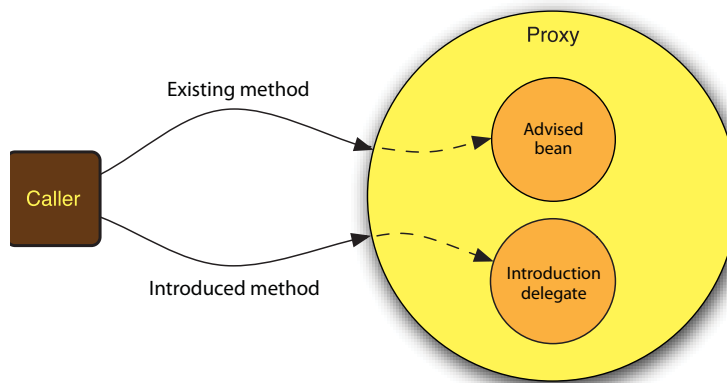 Proxy
Existing method
Advised
bean
Caller
Introduction
delegate
Introduced method